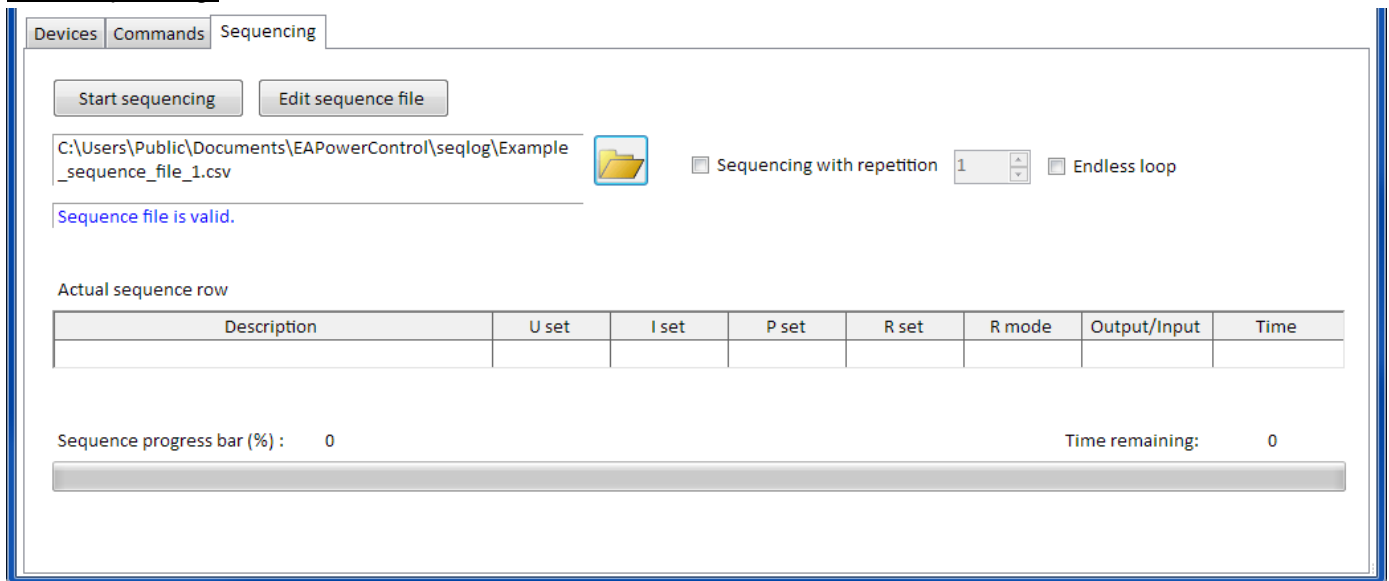 Devices Commands Sequencing
Start sequencing Edit sequence file
C:\Users\Public\Documents\EAPowerControl\seqlog\Example
_sequence_file_1.csv
Sequencing with repetition 1 Endless loop
Sequence file is valid.
Actual sequence row
Description U set I set P set R set R mode Output/Input Time
Sequence progress bar (%) : 0 Time remaining: 0